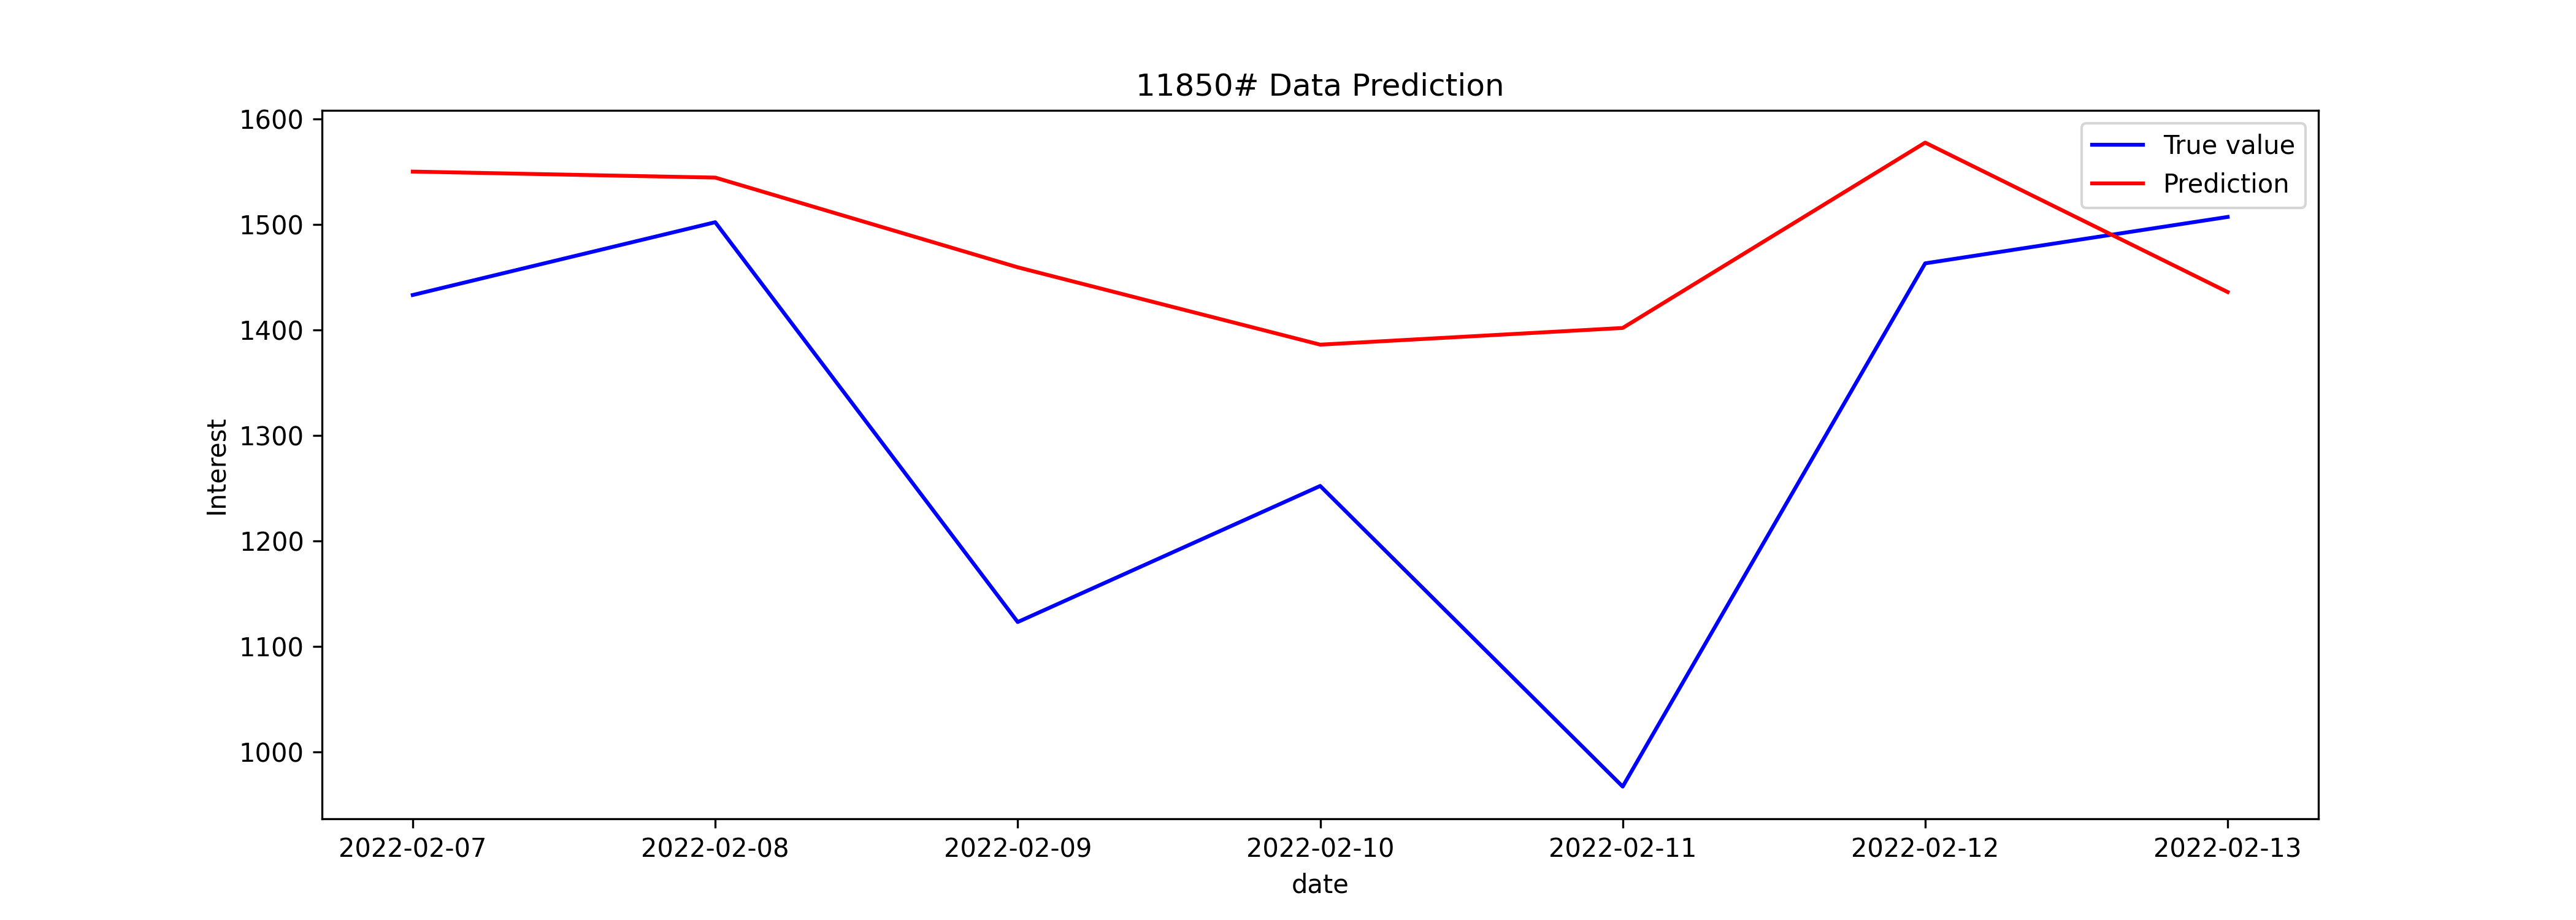 11850# Data Prediction
True value
Prediction
Interest
1600
1500
1400
1300
1200
1100
1000
2022-02-07
2022-02-08
2022-02-09
2022-02-10
2022-02-11
2022-02-12
2022-02-13
date